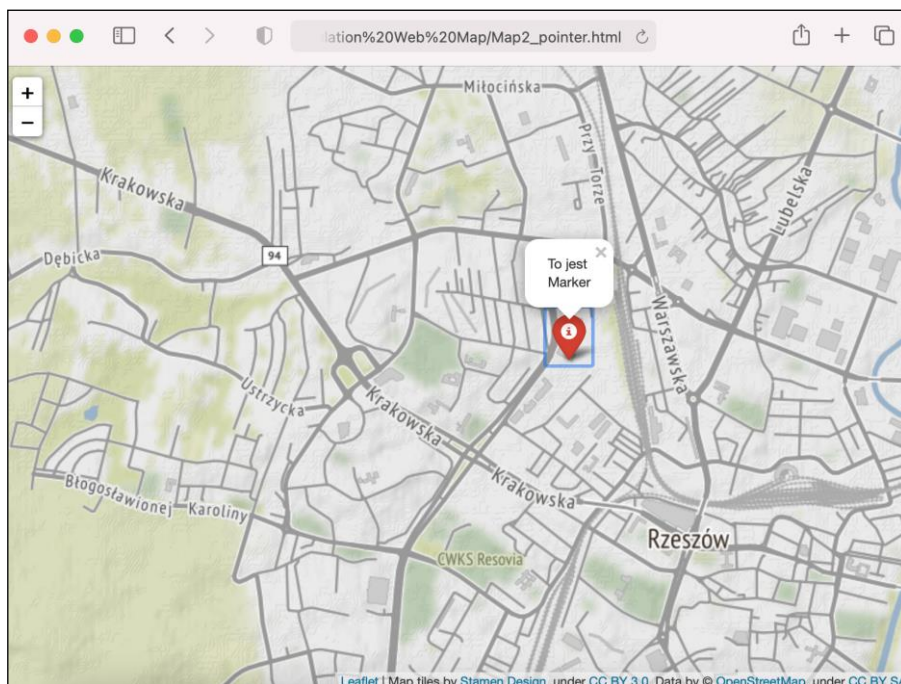 lation%20Web%20Map/Map2_pointer.html
+
−
Miłocińska
Przy Torze
Krakowska
Lubelska
94
Dębicka
To jest
Marker
×
Warszawska
Ustrzycka
Krakowska
Błogosławionej Karoliny
Krakowska
Rzeszów
CWKS Resovia
Leaflet | Map tiles by Stamen Design, under CC BY 3.0. Data by © OpenStreetMap, under CC BY SA